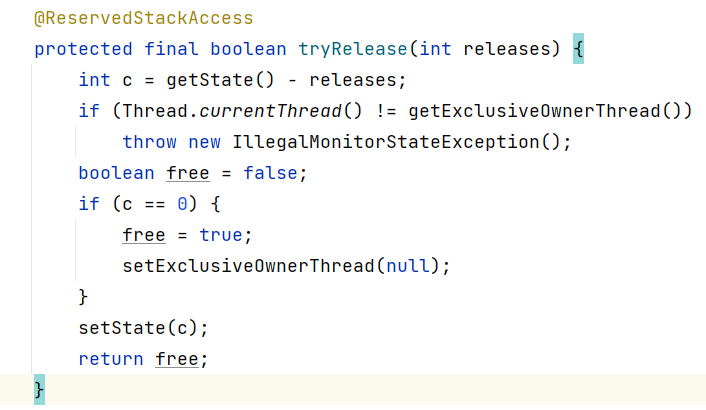 @ReservedStackAccess
protected final boolean tryRelease(int releases) {
    int c = getState() - releases;
    if (Thread.currentThread() != getExclusiveOwnerThread())
        throw new IllegalMonitorStateException();
    boolean free = false;
    if (c == 0) {
        free = true;
        setExclusiveOwnerThread(null);
    }
    setState(c);
    return free;
}